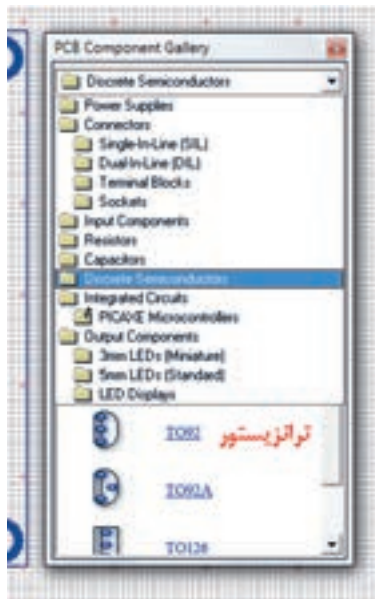 PCB Component Gallery
Discrete Semiconductors
Power Supplies
Connectors
Single-In-Line (SIL)
Dual-In-Line (DIL)
Terminal Blocks
Sockets
Input Components
Resistors
Capacitors
Discrete Semiconductors
Integrated Circuits
PICAXE Microcontrollers
Output Components
3mm LEDs (Miniature)
5mm LEDs (Standard)
LED Displays
TO92 ترانزیستور
TO92A
TO126